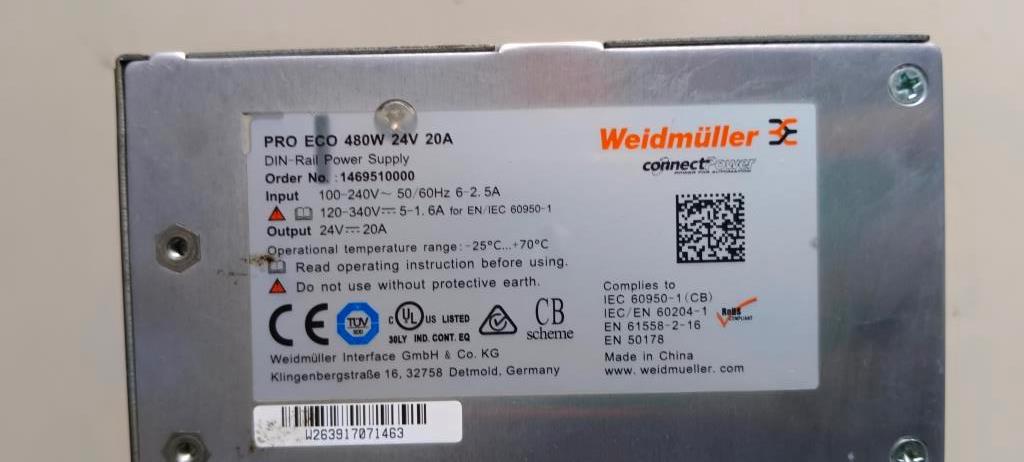 PRO ECO 480W 24V 20A
DIN-Rail Power Supply
Order No. :1469510000
Input 100-240V~ 50/60Hz 6-2.5A
120-340V⎓5-1.6A for EN/IEC 60950-1
Output 24V⎓20A
Operational temperature range:-25°C...+70°C
Read operating instruction before using.
Do not use without protective earth.
CE TÜV SÜD C UL US LISTED CB
30LY IND. CONT. EQ scheme
Weidmüller Interface GmbH & Co. KG
Klingenbergstraße 16, 32758 Detmold, Germany
Weidmüller
connectPower
POWER FOR AUTOMATION
Complies to
IEC 60950-1(CB)
IEC/EN 60204-1
EN 61558-2-16
EN 50178
RoHS
COMPLIANT
Made in China
www. weidmueller. com
W263917071463